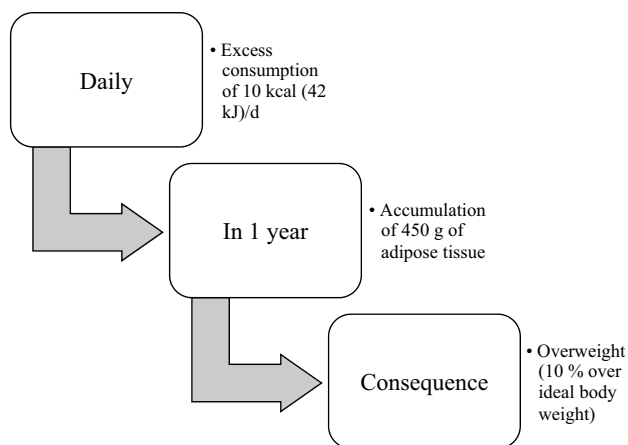 Daily
• Excess
consumption
of 10 kcal (42
kJ)/d
In 1 year
• Accumulation
of 450 g of
adipose tissue
Consequence
• Overweight
(10 % over
ideal body
weight)